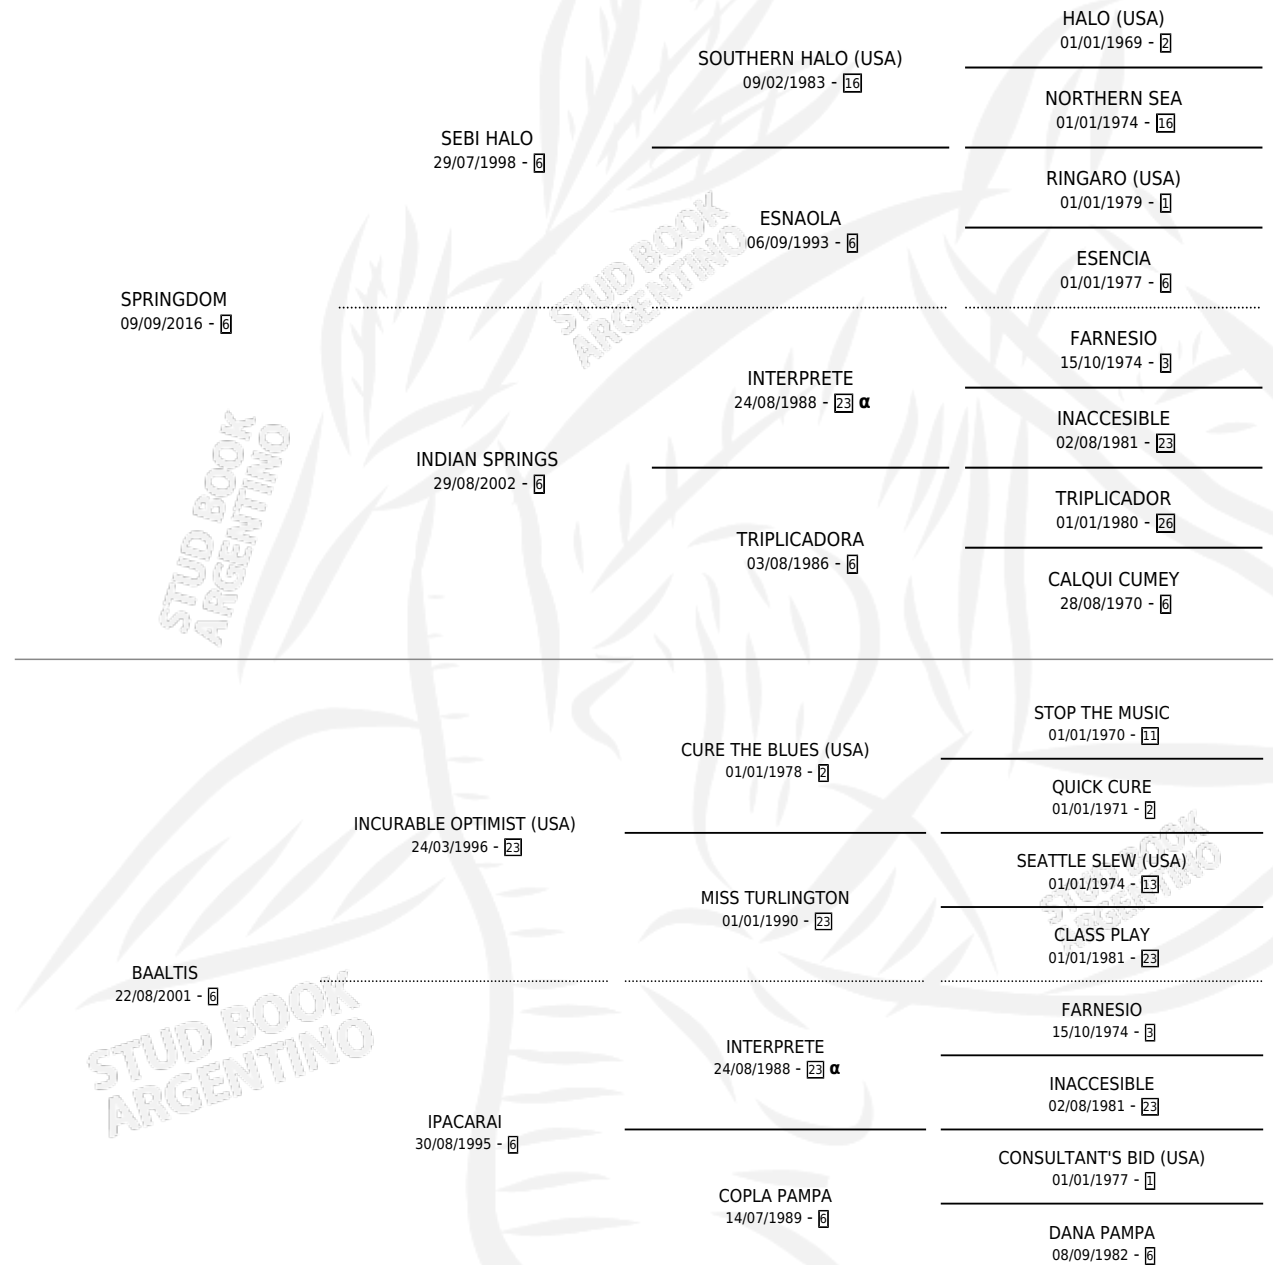 HALO (USA)
01/01/1969 - 2
SOUTHERN HALO (USA)
09/02/1983 - 16
NORTHERN SEA
01/01/1974 - 16
SEBI HALO
29/07/1998 - 6
RINGARO (USA)
01/01/1979 - 1
ESNAOLA
06/09/1993 - 6
ESENCIA
01/01/1977 - 6
SPRINGDOM
09/09/2016 - 6
FARNESIO
15/10/1974 - 3
INTERPRETE
24/08/1988 - 23 α
INACCESIBLE
02/08/1981 - 23
INDIAN SPRINGS
29/08/2002 - 6
TRIPLICADOR
01/01/1980 - 26
TRIPLICADORA
03/08/1986 - 6
CALQUI CUMEY
28/08/1970 - 6
STOP THE MUSIC
01/01/1970 - 11
CURE THE BLUES (USA)
01/01/1978 - 2
QUICK CURE
01/01/1971 - 2
INCURABLE OPTIMIST (USA)
24/03/1996 - 23
SEATTLE SLEW (USA)
01/01/1974 - 13
MISS TURLINGTON
01/01/1990 - 23
CLASS PLAY
01/01/1981 - 23
BAALTIS
22/08/2001 - 6
FARNESIO
15/10/1974 - 3
INTERPRETE
24/08/1988 - 23 α
INACCESIBLE
02/08/1981 - 23
IPACARAI
30/08/1995 - 6
CONSULTANT'S BID (USA)
01/01/1977 - 1
COPLA PAMPA
14/07/1989 - 6
DANA PAMPA
08/09/1982 - 6
STUD BOOK
ARGENTINO
STUD BOOK
ARGENTINO
STUD BOOK
ARGENTINO
STUD BOOK
ARGENTINO